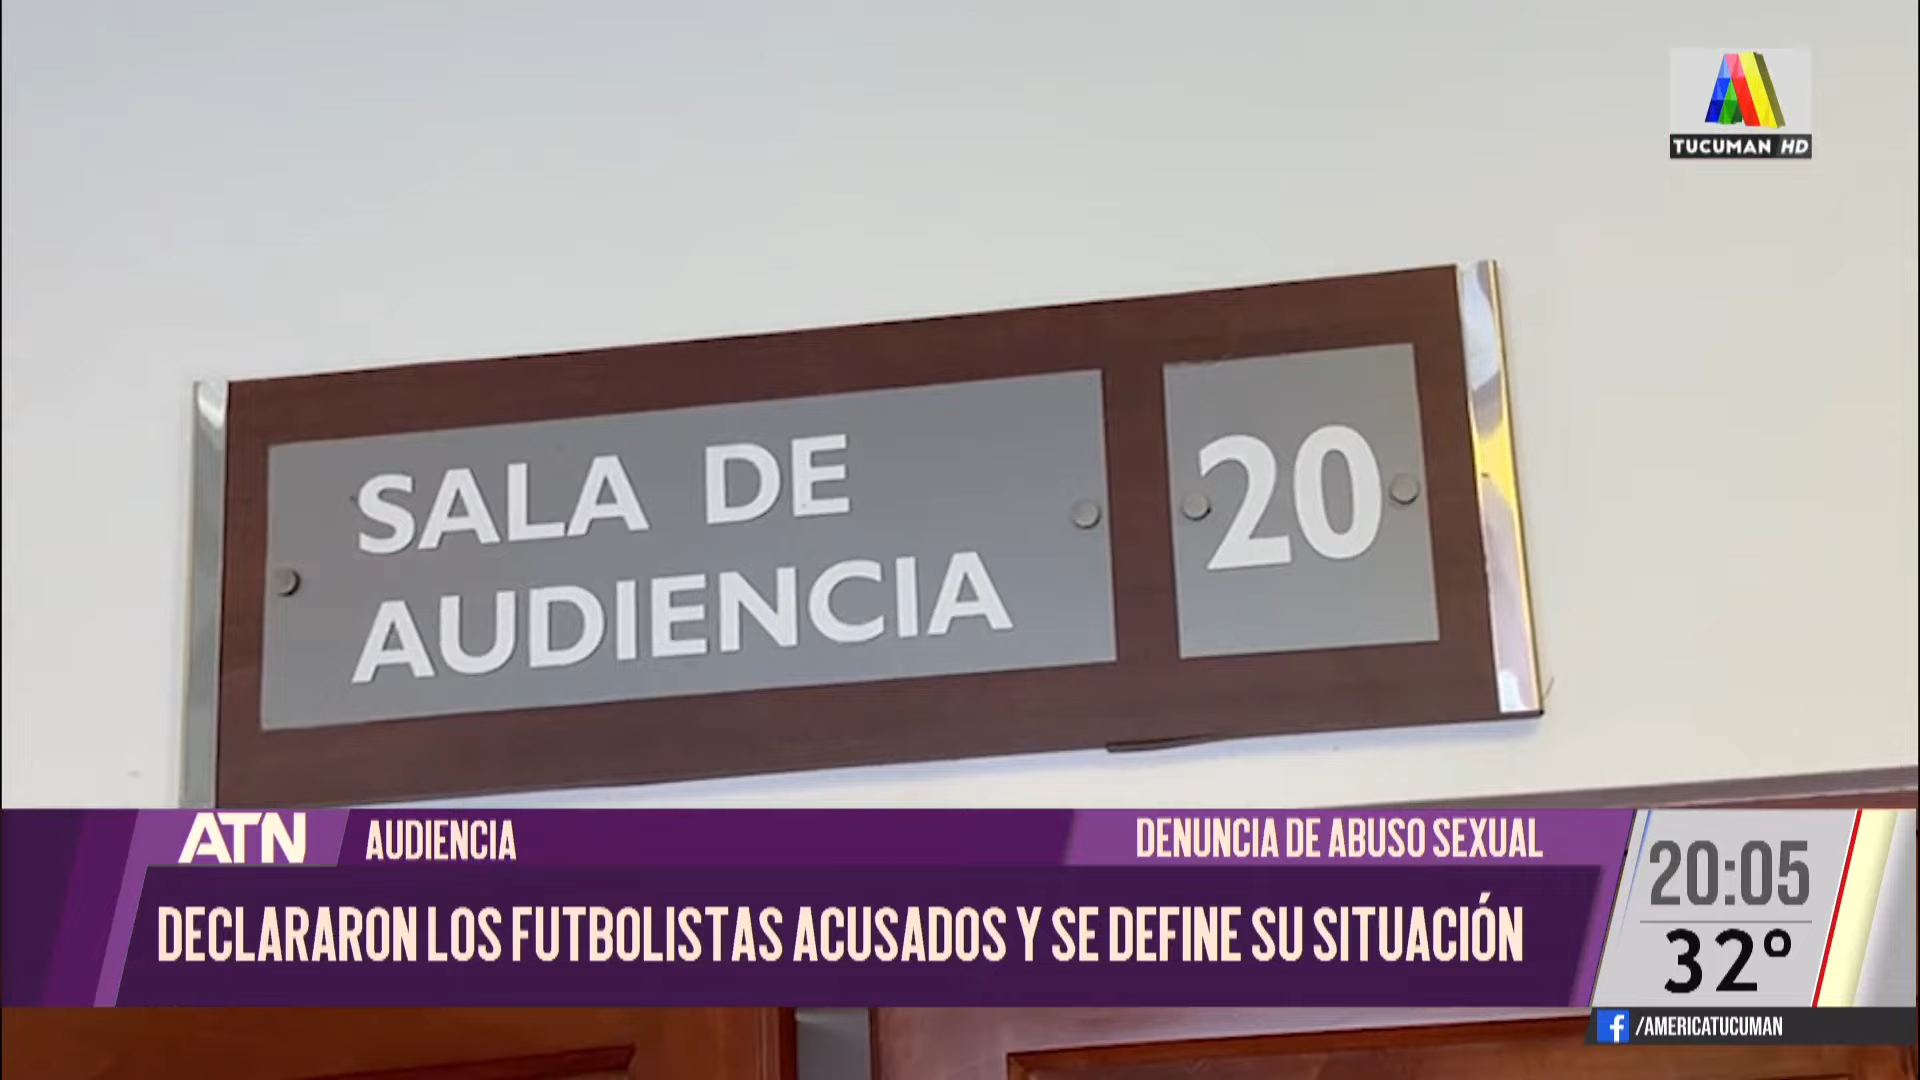 TUCUMAN HD
SALA DE
AUDIENCIA
20
ATN
AUDIENCIA
DENUNCIA DE ABUSO SEXUAL
DECLARARON LOS FUTBOLISTAS ACUSADOS Y SE DEFINE SU SITUACIÓN
20:05
32°
/AMERICATUCUMAN